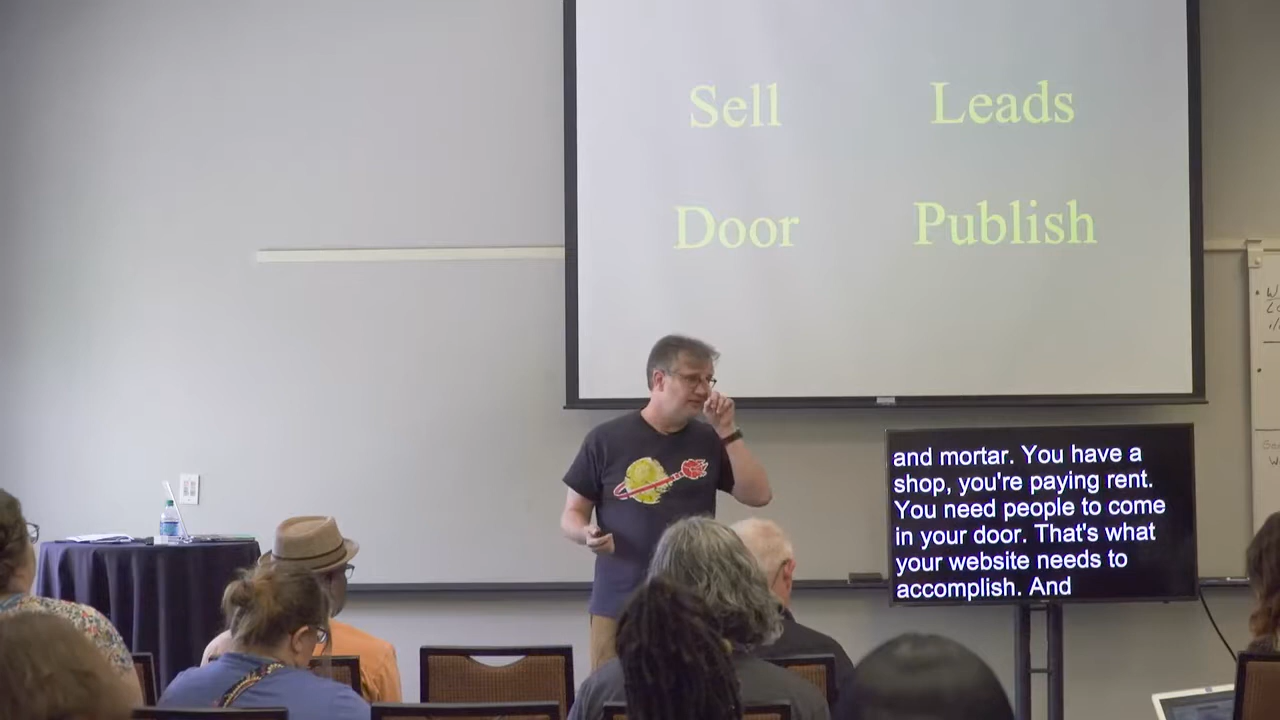 Sell Leads
Door Publish
and mortar. You have a
shop, you're paying rent.
You need people to come
in your door. That's what
your website needs to
accomplish. And